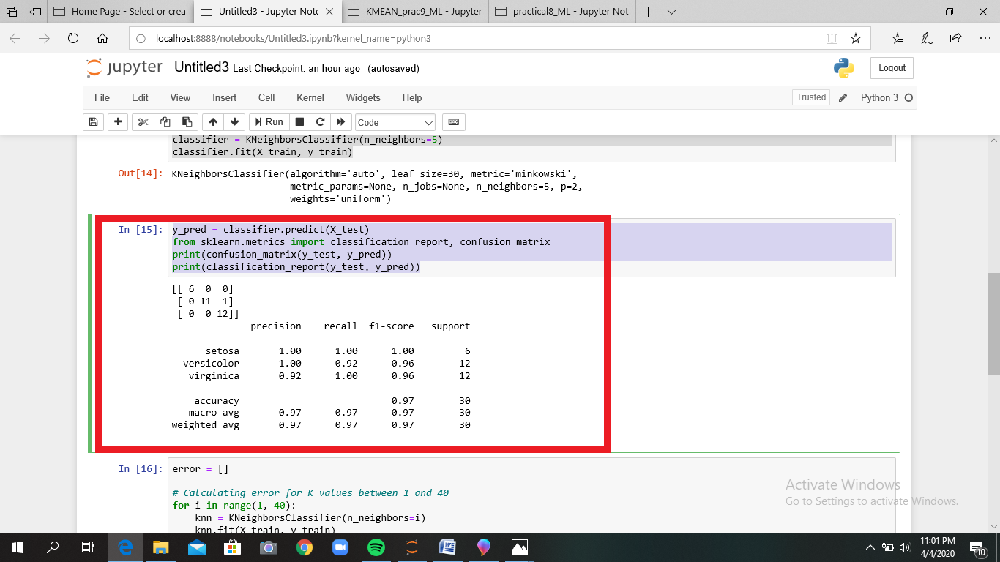 Home Page - Select or creat
Untitled3 - Jupyter Note
KMEAN_prac9_ML - Jupyter
practical8_ML - Jupyter Not
localhost:8888/notebooks/Untitled3.ipynb?kernel_name=python3
jupyter Untitled3 Last Checkpoint: an hour ago (autosaved)
Logout
File Edit View Insert Cell Kernel Widgets Help
Trusted Python 3
Run Code
classifier = KNeighborsClassifier(n_neighbors=5)
classifier.fit(X_train, y_train)
Out[14]: KNeighborsClassifier(algorithm='auto', leaf_size=30, metric='minkowski',
metric_params=None, n_jobs=None, n_neighbors=5, p=2,
weights='uniform')
In [15]: y_pred = classifier.predict(X_test)
from sklearn.metrics import classification_report, confusion_matrix
print(confusion_matrix(y_test, y_pred))
print(classification_report(y_test, y_pred))
[[ 6 0 0]
[ 0 11 1]
[ 0 0 12]]
precision recall f1-score support
setosa 1.00 1.00 1.00 6
versicolor 1.00 0.92 0.96 12
virginica 0.92 1.00 0.96 12
accuracy 0.97 30
macro avg 0.97 0.97 0.97 30
weighted avg 0.97 0.97 0.97 30
In [16]: error = []
# Calculating error for K values between 1 and 40
for i in range(1, 40):
knn = KNeighborsClassifier(n_neighbors=i)
knn.fit(X_train, y_train)
Activate Windows
Go to Settings to activate Windows.
11:01 PM
4/4/2020
10